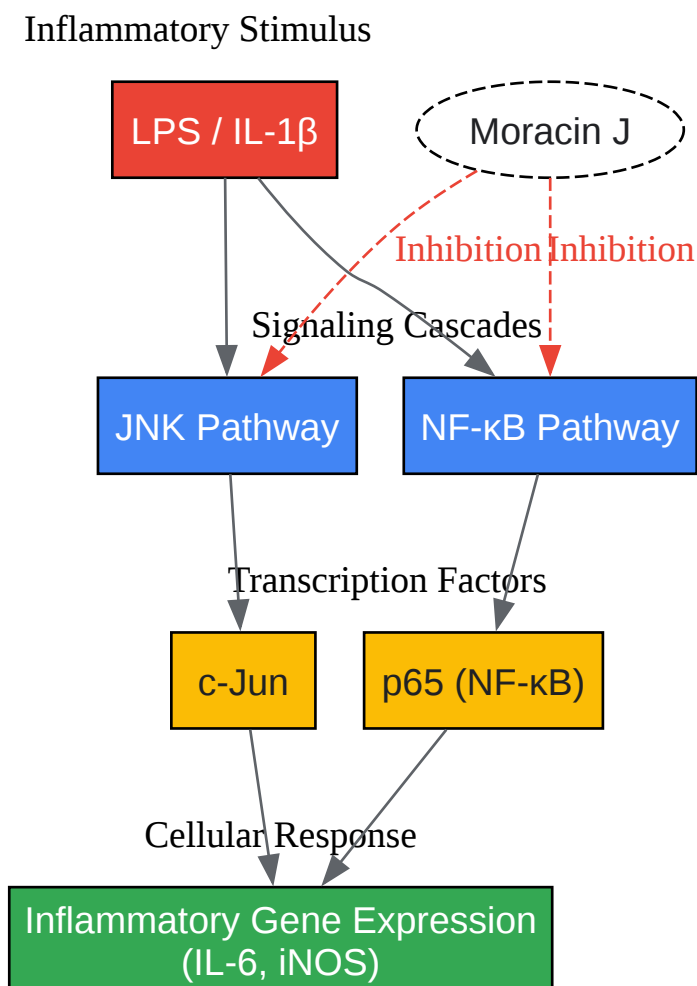 Inflammatory Stimulus
LPS / IL-1β
Moracin J
Inhibition
Inhibition
Signaling Cascades
JNK Pathway
NF-κB Pathway
Transcription Factors
c-Jun
p65 (NF-κB)
Cellular Response
Inflammatory Gene Expression
(IL-6, iNOS)